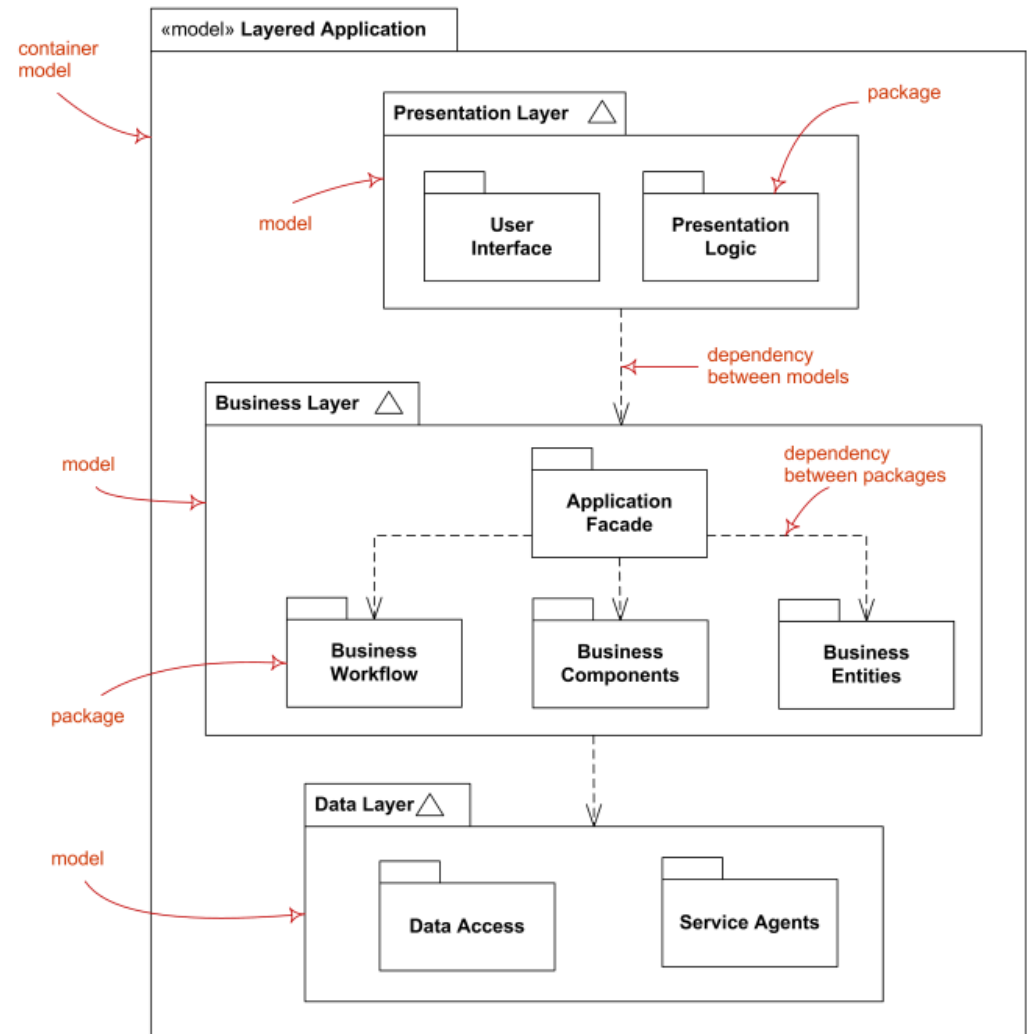 «model» Layered Application
container
model
Presentation Layer
package
model
User
Interface
Presentation
Logic
dependency
between models
Business Layer
model
dependency
between packages
Application
Facade
Business
Workflow
Business
Components
Business
Entities
package
Data Layer
model
Data Access
Service Agents